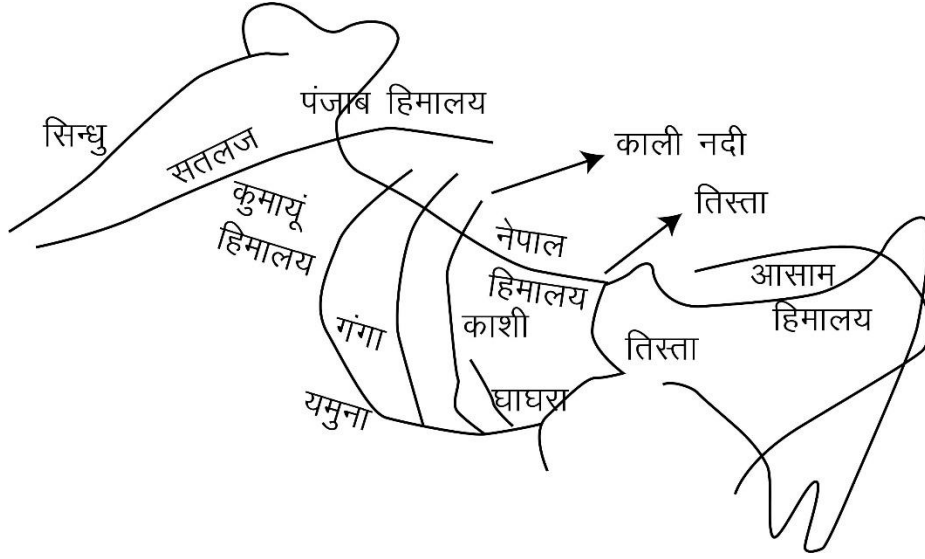 पंजाब हिमालय
सिन्धु
सतलज
काली नदी
कुमायूं
हिमालय
तिस्ता
नेपाल
हिमालय
आसाम
हिमालय
गंगा
काशी
तिस्ता
यमुना
घाघरा